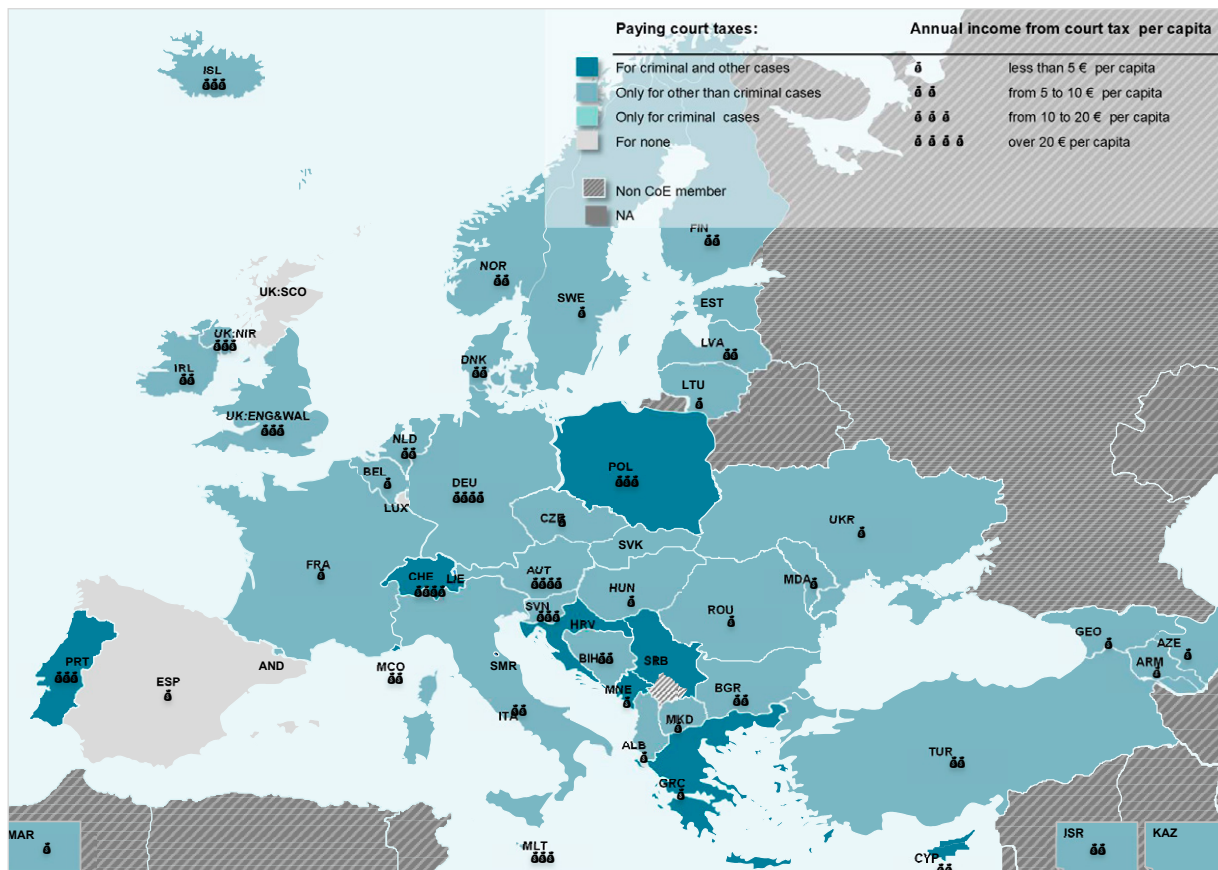 Paying court taxes: Annual income from court tax per capita
For criminal and other cases less than 5 € per capita
Only for other than criminal cases from 5 to 10 € per capita
Only for criminal cases from 10 to 20 € per capita
For none over 20 € per capita
Non CoE member
NA
ISL
FIN
NOR
UK:SCO
SWE
EST
UK:NIR
LVA
DNK
IRL
LTU
UK:ENG&WAL
NLD
BEL
POL
DEU
LUX
CZE
UKR
SVK
FRA
AUT
CHE
LIE
MDA
HUN
SVN
ROU
HRV
GEO
AZE
PRT
BIH
SRB
ARM
AND
MCO
SMR
ESP
MNE
BGR
ITA
MKD
ALB
TUR
GRC
MAR
ISR
KAZ
MLT
CYP